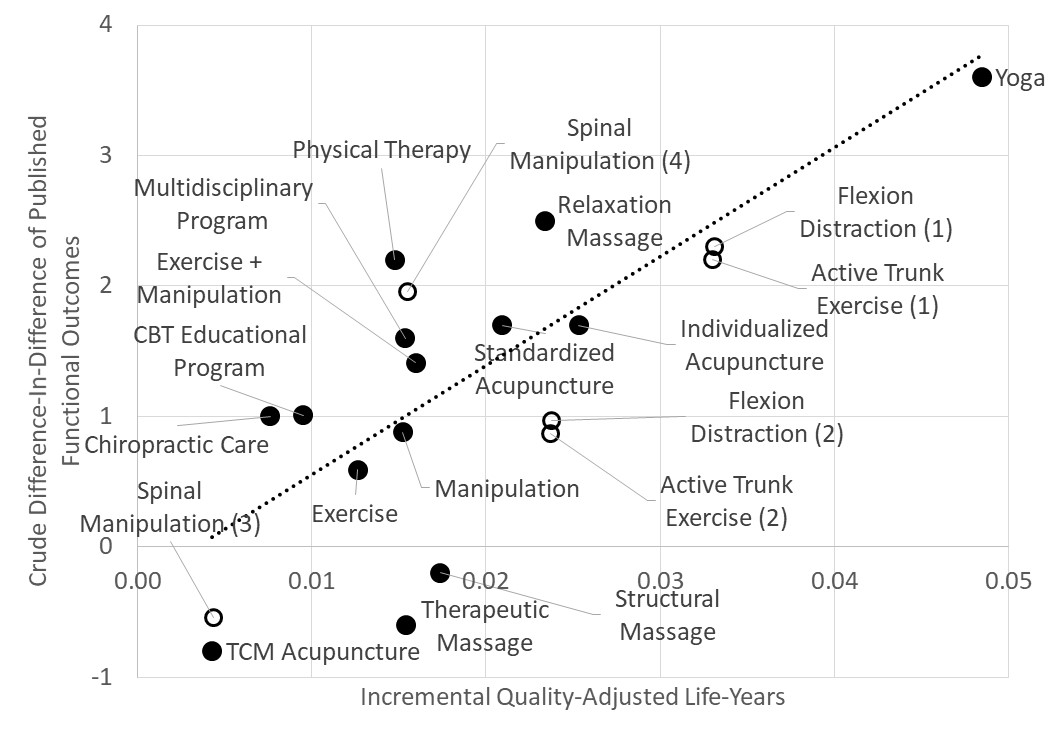 Crude Difference-In-Difference of Published
Functional Outcomes
4
3
2
1
0
-1
Yoga
Spinal
Manipulation (4)
Physical Therapy
Multidisciplinary
Program
Relaxation
Massage
Flexion
Distraction (1)
Exercise +
Manipulation
Active Trunk
Exercise (1)
CBT Educational
Program
Standardized
Acupuncture
Individualized
Acupuncture
Flexion
Distraction (2)
Chiropractic Care
Manipulation
Active Trunk
Exercise (2)
Spinal
Manipulation (3)
Exercise
0.00
0.01
0.02
0.03
0.04
0.05
Therapeutic
Massage
Structural
Massage
TCM Acupuncture
Incremental Quality-Adjusted Life-Years